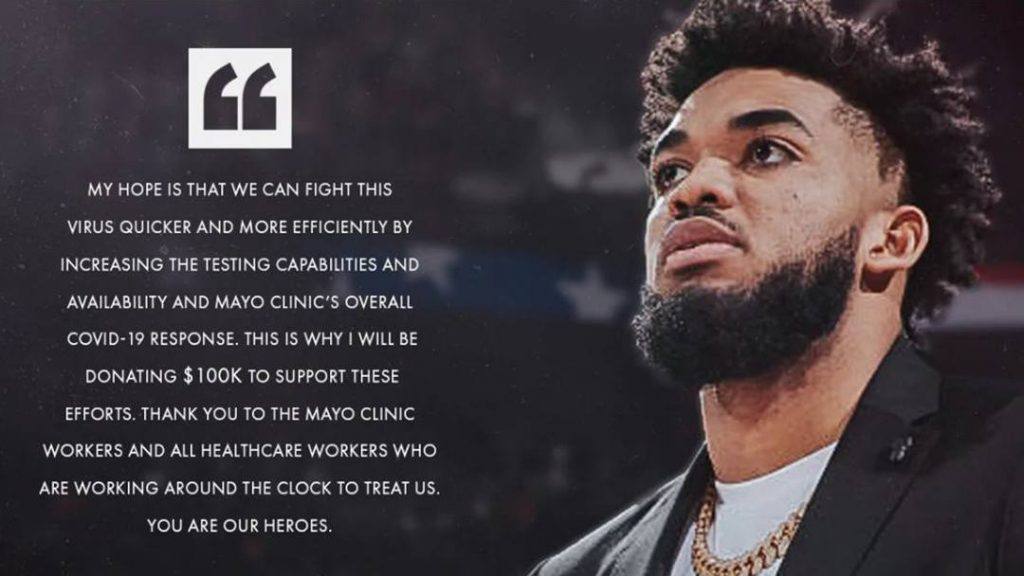 MY HOPE IS THAT WE CAN FIGHT THIS
VIRUS QUICKER AND MORE EFFICIENTLY BY
INCREASING THE TESTING CAPABILITIES AND
AVAILABILITY AND MAYO CLINIC'S OVERALL
COVID-19 RESPONSE. THIS IS WHY I WILL BE
DONATING $100K TO SUPPORT THESE
EFFORTS. THANK YOU TO THE MAYO CLINIC
WORKERS AND ALL HEALTHCARE WORKERS WHO
ARE WORKING AROUND THE CLOCK TO TREAT US.
YOU ARE OUR HEROES.